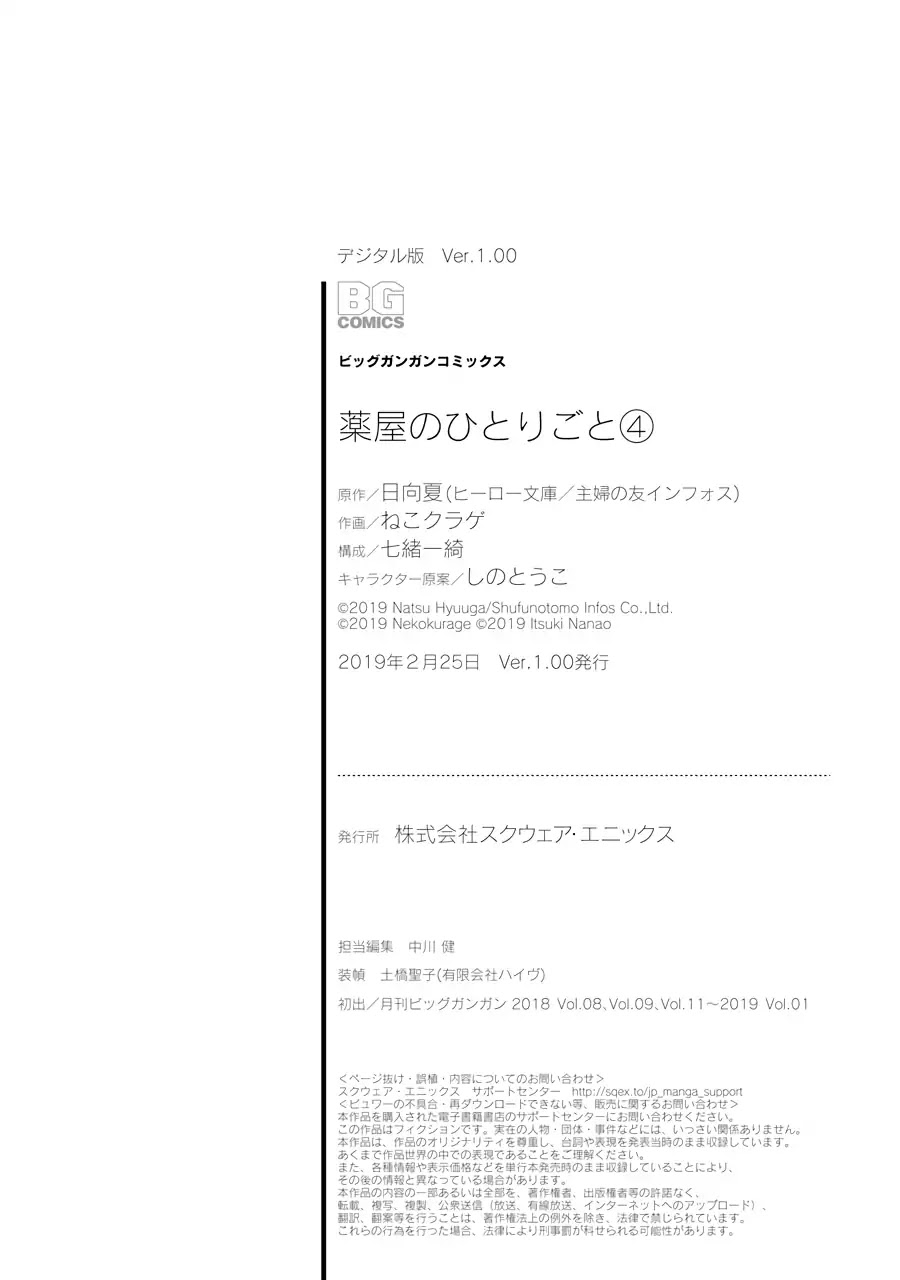 デジタル版　Ver.1.00
BG
COMICS
ビッグガンガンコミックス
薬屋のひとりごと④
原作／日向夏(ヒーロー文庫／主婦の友インフォス)
作画／ねこクラゲ
構成／七緒一綺
キャラクター原案／しのとうこ
©2019 Natsu Hyuuga/Shufunotomo Infos Co.,Ltd.
©2019 Nekokurage ©2019 Itsuki Nanao
2019年２月25日　Ver.1.00発行
発行所　株式会社スクウェア・エニックス
担当編集　中川 健
装幀　土橋聖子(有限会社ハイヴ)
初出／月刊ビッグガンガン 2018 Vol.08、Vol.09、Vol.11〜2019 Vol.01
＜ページ抜け・誤植・内容についてのお問い合わせ＞
スクウェア・エニックス　サポートセンター　http://sqex.to/jp_manga_support
＜ビュワーの不具合・再ダウンロードできない等、販売に関するお問い合わせ＞
本作品を購入された電子書籍書店のサポートセンターにお問い合わせください。
この作品はフィクションです。実在の人物・団体・事件などには、いっさい関係ありません。
本作品は、作品のオリジナリティを尊重し、台詞や表現を発表当時のまま収録しています。
あくまで作品世界の中での表現であることをご理解ください。
また、各種情報や表示価格などを単行本発売時のまま収録していることにより、
その後の情報と異なっている場合があります。
本作品の内容の一部あるいは全部を、著作権者、出版権者等の許諾なく、
転載、複写、複製、公衆送信（放送、有線放送、インターネットへのアップロード）、
翻訳、翻案等を行うことは、著作権法上の例外を除き、法律で禁じられています。
これらの行為を行った場合、法律により刑事罰が科せられる可能性があります。